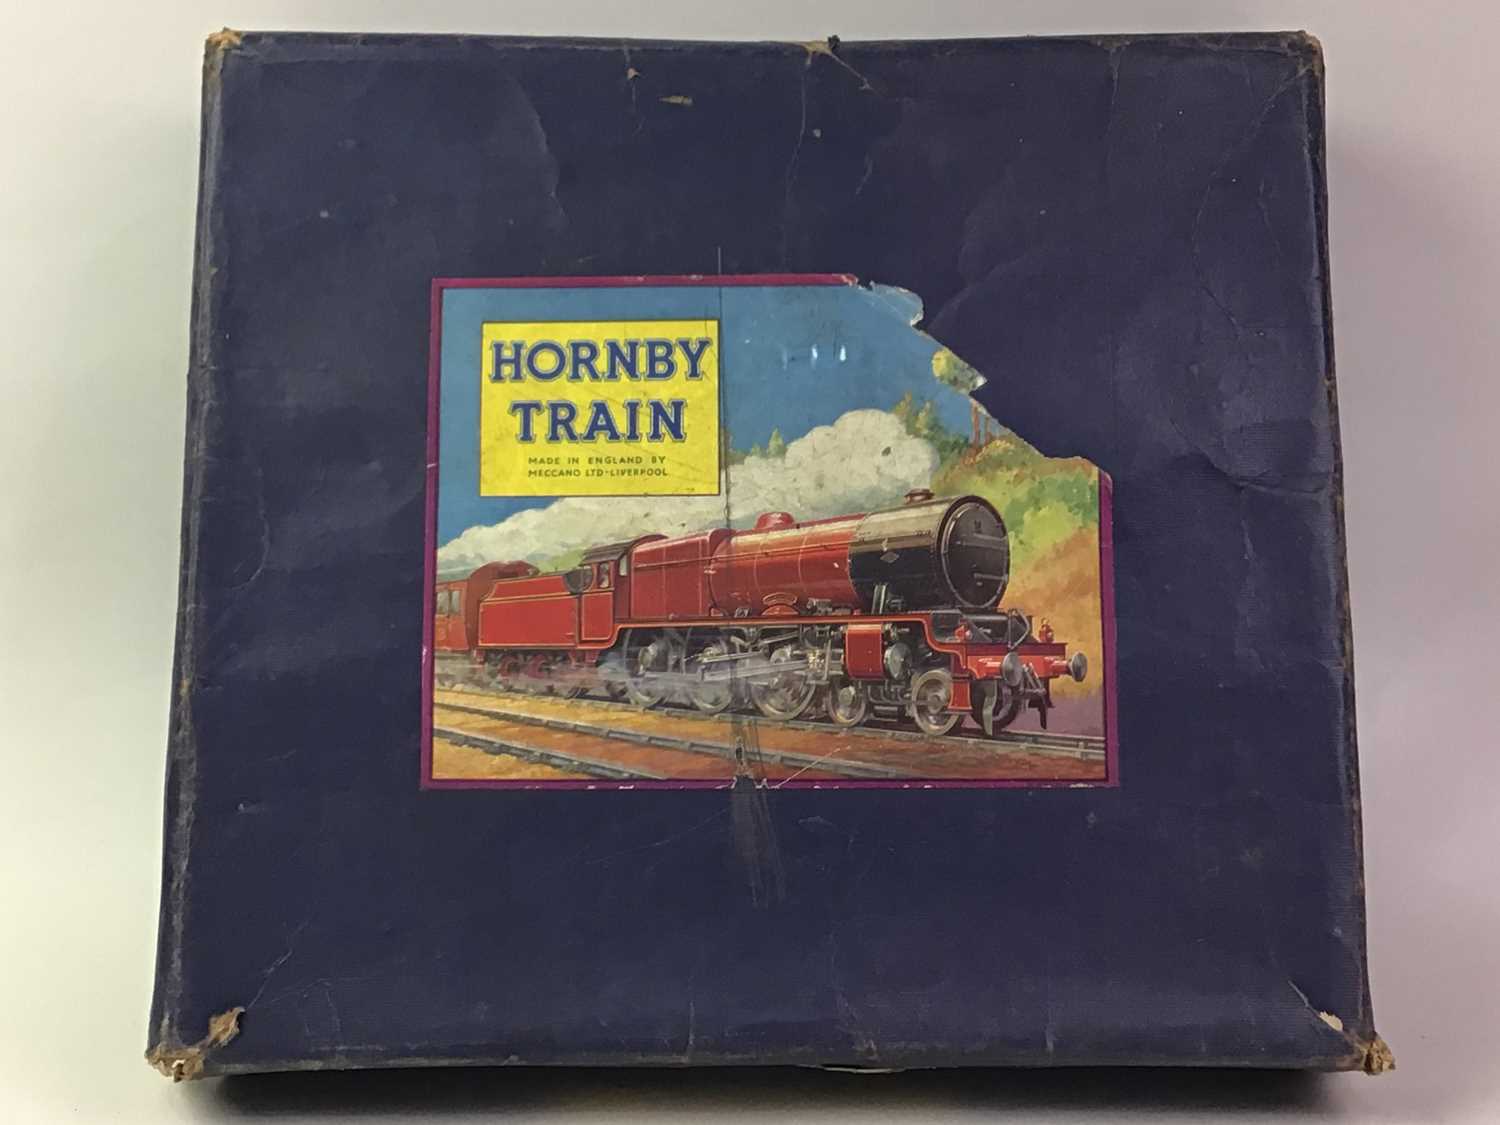 HORNBY
TRAIN
MADE IN ENGLAND BY
MECCANO LTD-LIVERPOOL